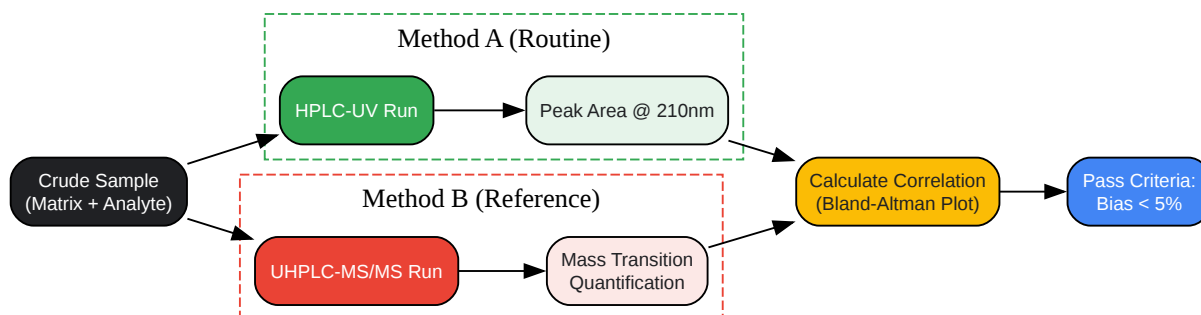 Method A (Routine)
HPLC-UV Run
Peak Area @ 210nm
Crude Sample
(Matrix + Analyte)
Method B (Reference)
UHPLC-MS/MS Run
Mass Transition
Quantification
Calculate Correlation
(Bland-Altman Plot)
Pass Criteria:
Bias < 5%